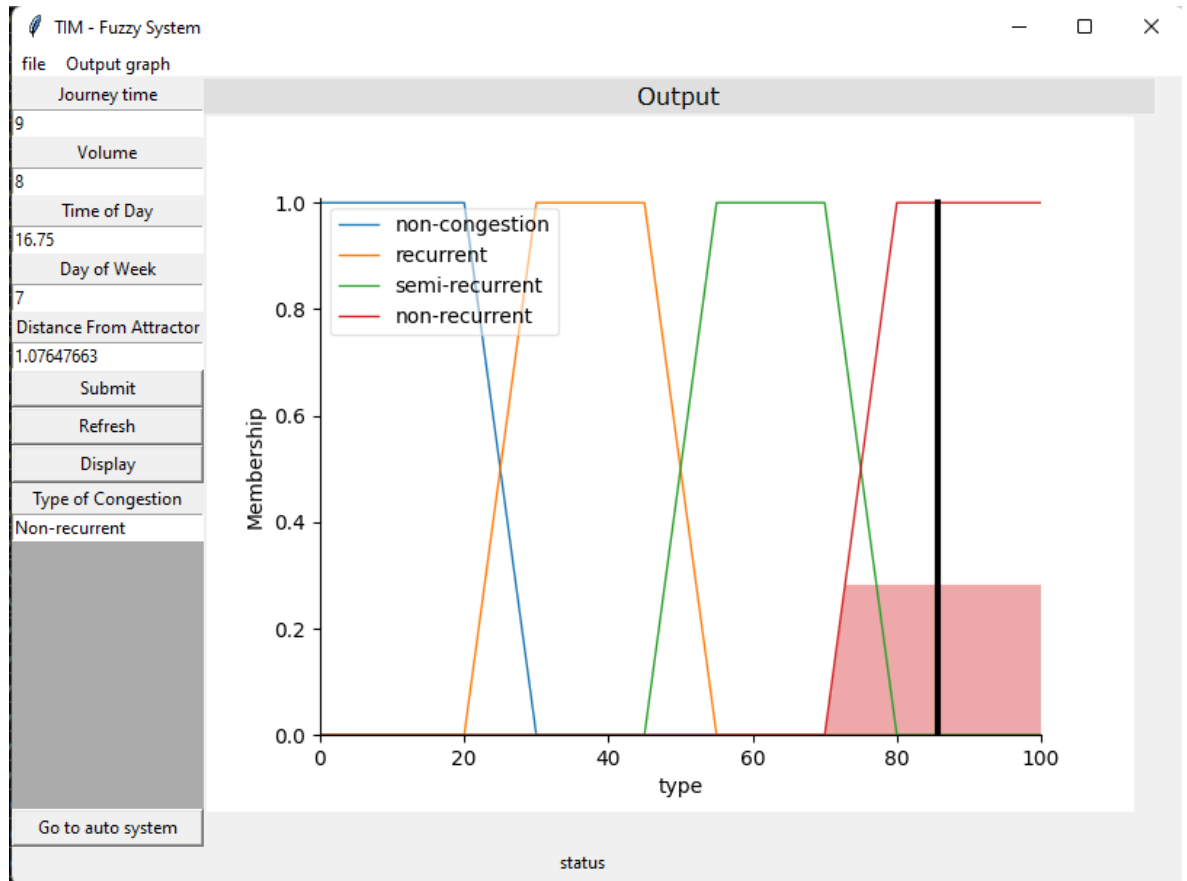 TIM - Fuzzy System
file Output graph
Journey time
9
Volume
8
Time of Day
16.75
Day of Week
7
Distance From Attractor
1.07647663
Submit
Refresh
Display
Type of Congestion
Non-recurrent
Go to auto system
Output
1.0
0.8
0.6
0.4
0.2
0.0
Membership
non-congestion
recurrent
semi-recurrent
non-recurrent
0 20 40 60 80 100
type
status